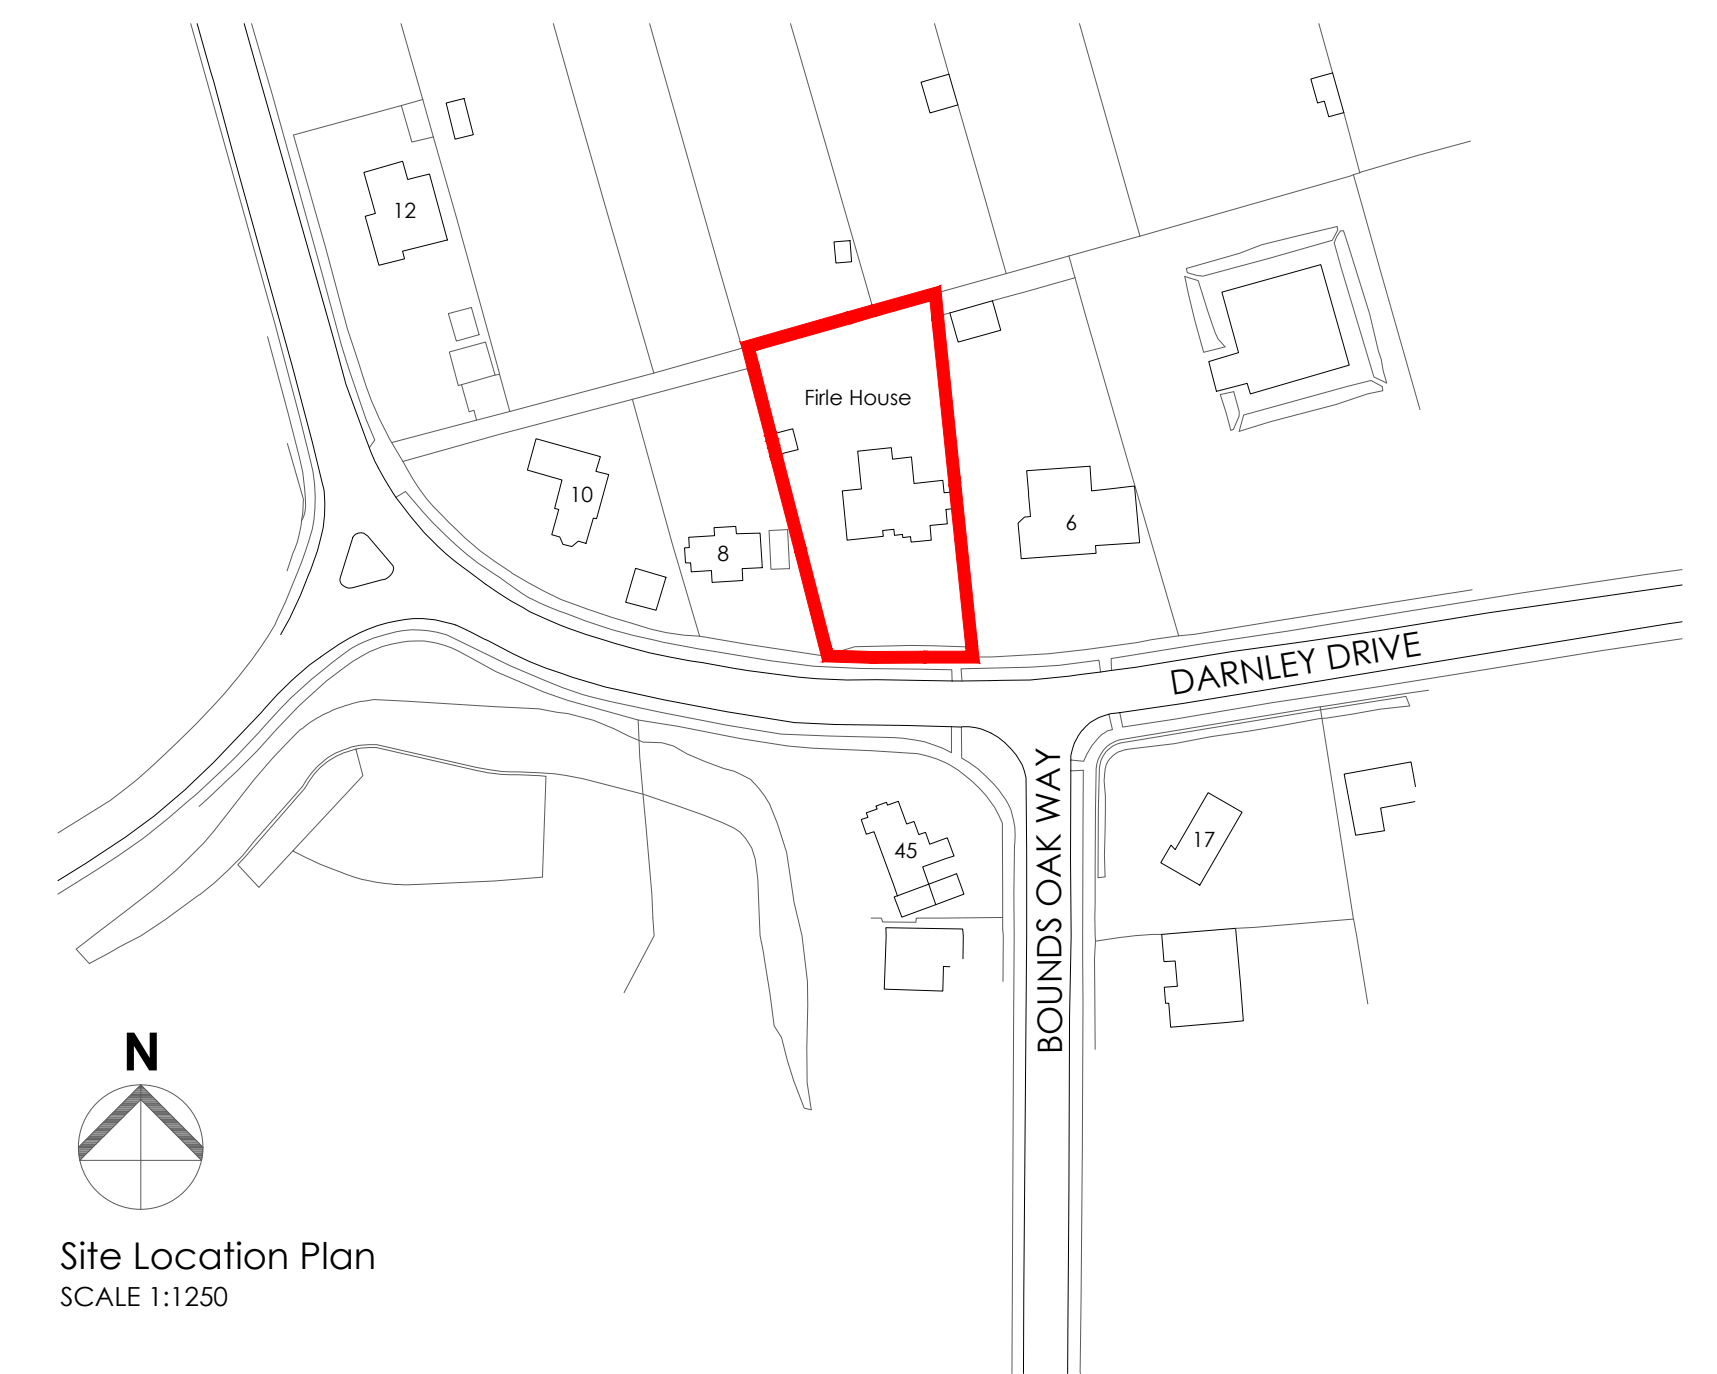 12
Firle House
10
8
6
DARNLEY DRIVE
BOUNDS OAK WAY
45
17
N
Site Location Plan
SCALE 1:1250